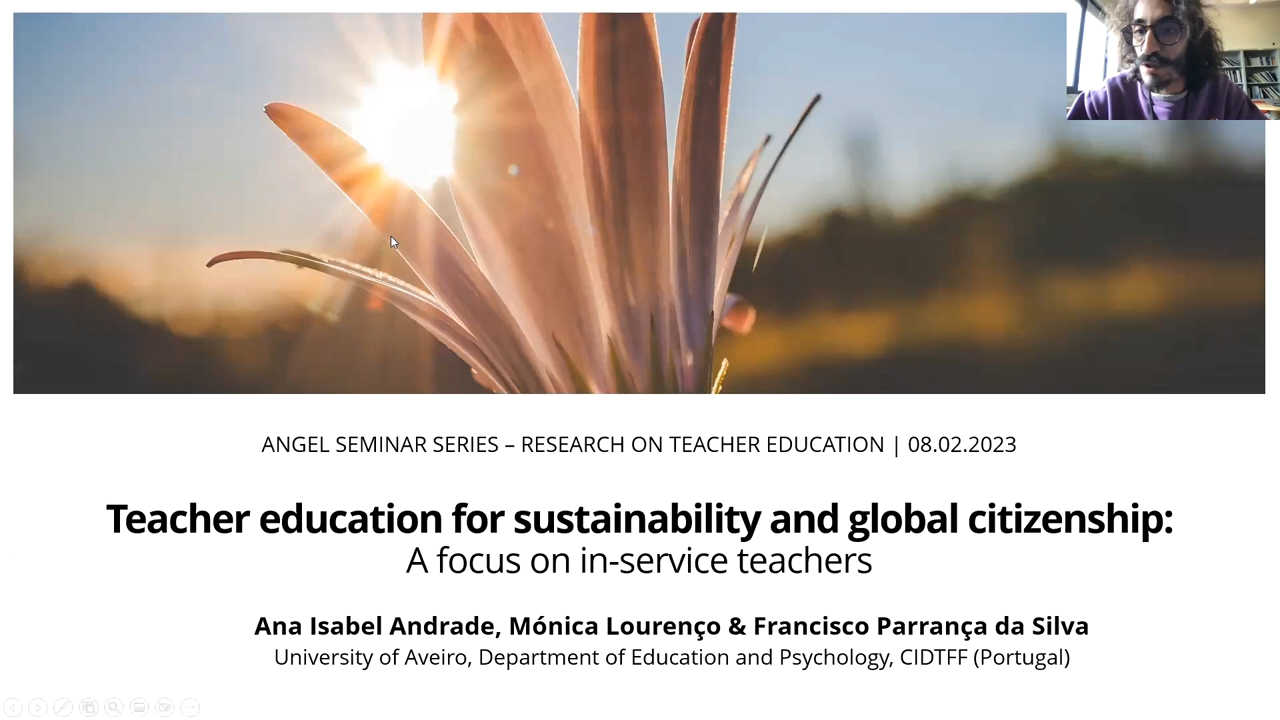 ANGEL SEMINAR SERIES – RESEARCH ON TEACHER EDUCATION | 08.02.2023
Teacher education for sustainability and global citizenship:
A focus on in-service teachers
Ana Isabel Andrade, Mónica Lourenço & Francisco Parrança da Silva
University of Aveiro, Department of Education and Psychology, CIDTFF (Portugal)